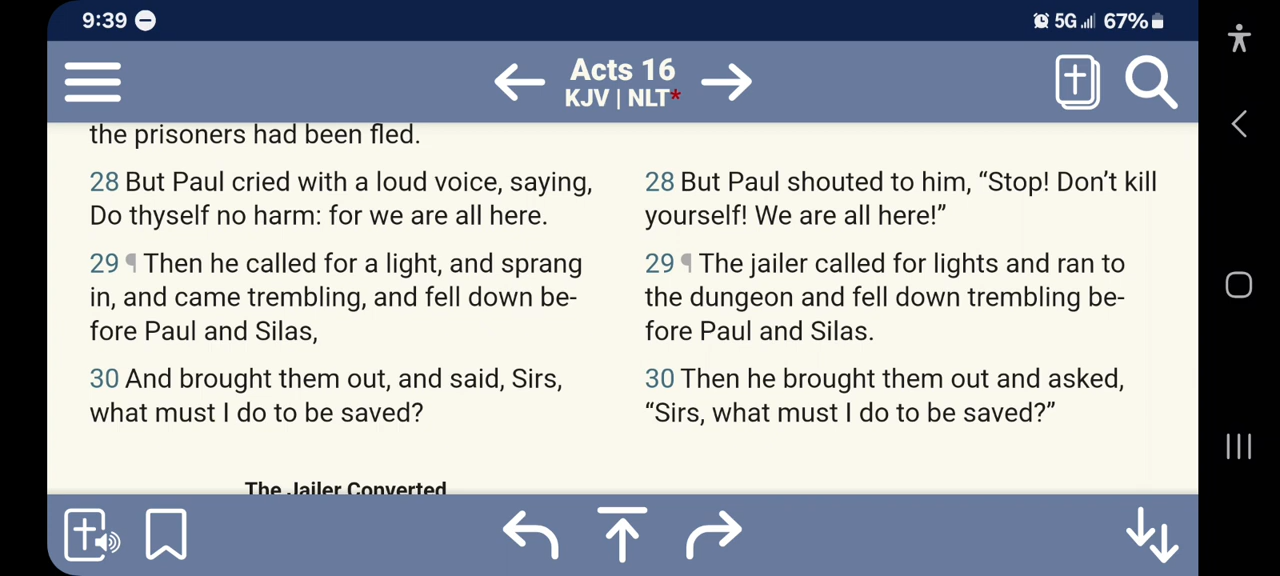 9:39
5G 67%
Acts 16
KJV | NLT*
the prisoners had been fled.
28 But Paul cried with a loud voice, saying,
Do thyself no harm: for we are all here.
29 ¶ Then he called for a light, and sprang
in, and came trembling, and fell down be-
fore Paul and Silas,
30 And brought them out, and said, Sirs,
what must I do to be saved?
The Jailer Converted
28 But Paul shouted to him, “Stop! Don’t kill
yourself! We are all here!”
29 ¶ The jailer called for lights and ran to
the dungeon and fell down trembling be-
fore Paul and Silas.
30 Then he brought them out and asked,
“Sirs, what must I do to be saved?”